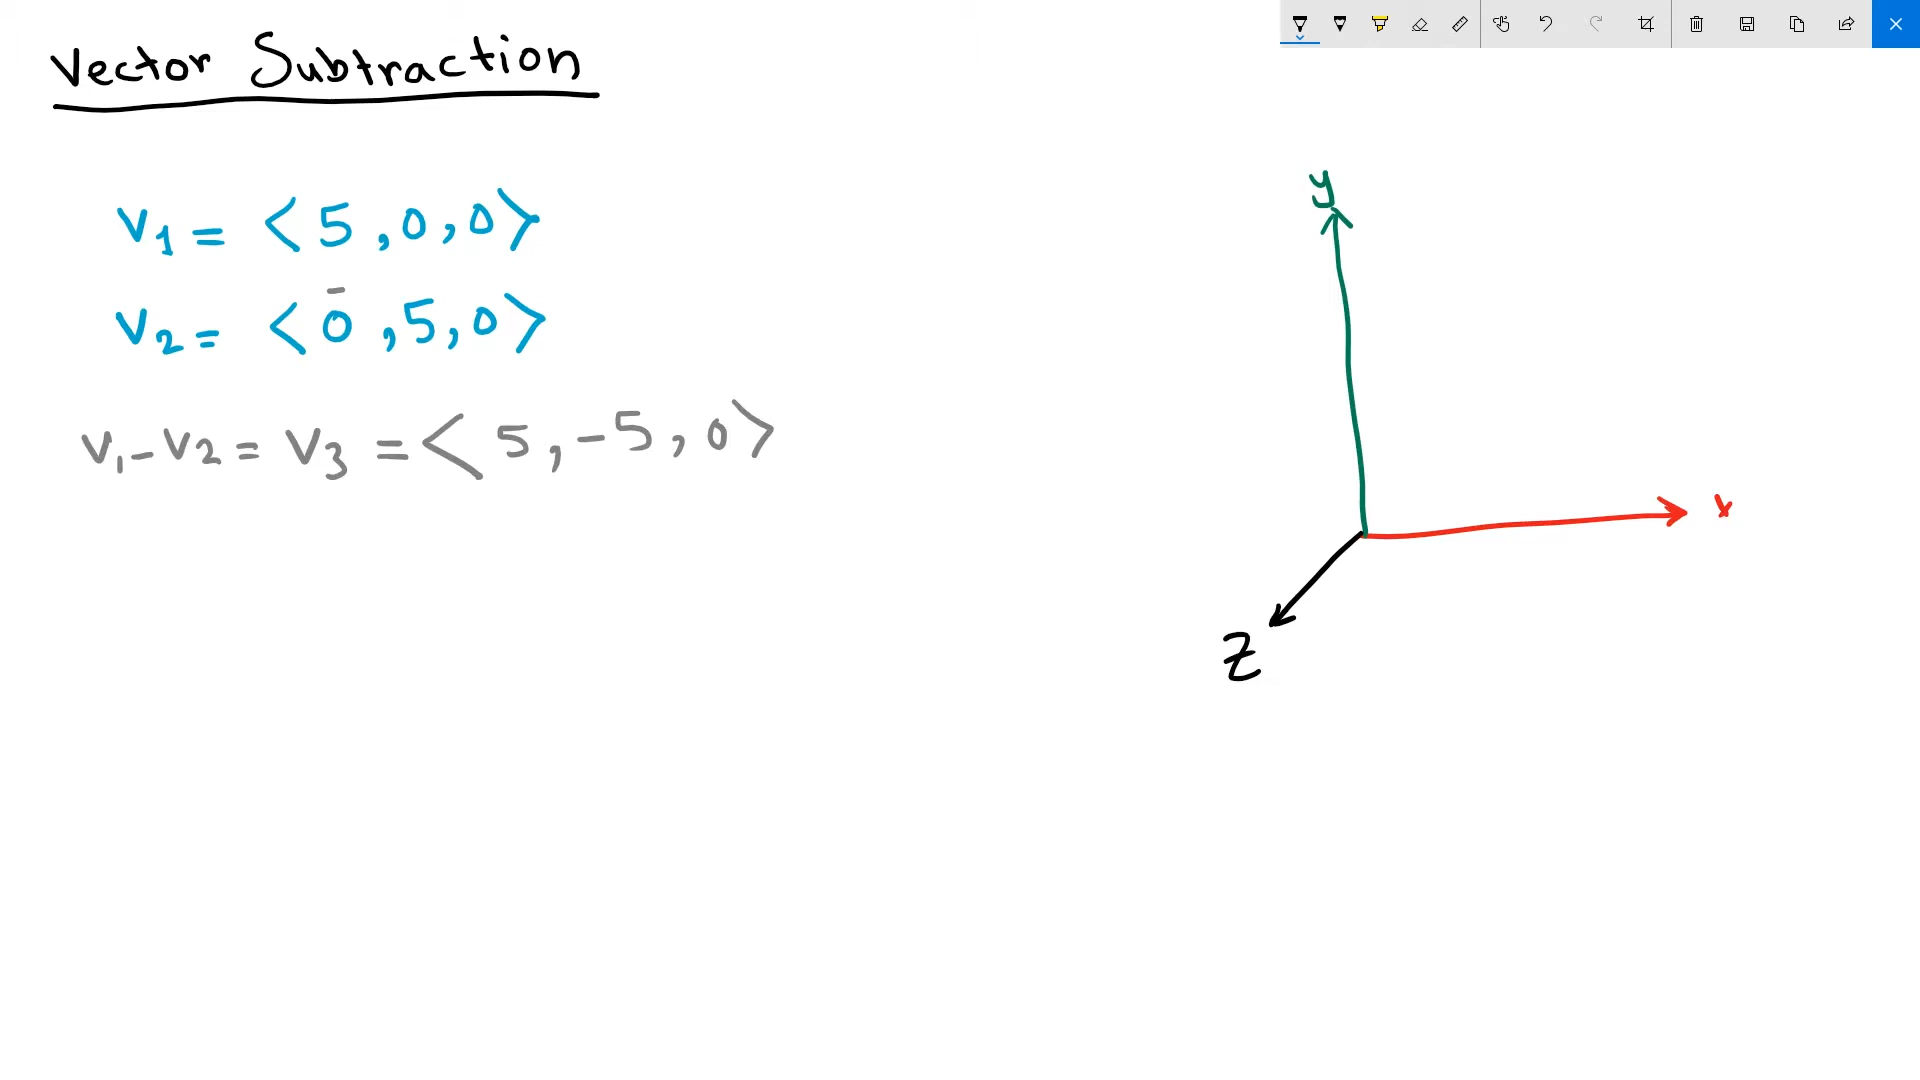 Vector Subtraction
y
v₁ = <5,0,0>
v₂ = <0,5,0>
v₁-v₂ = v₃ = <5,-5,0>
x
z